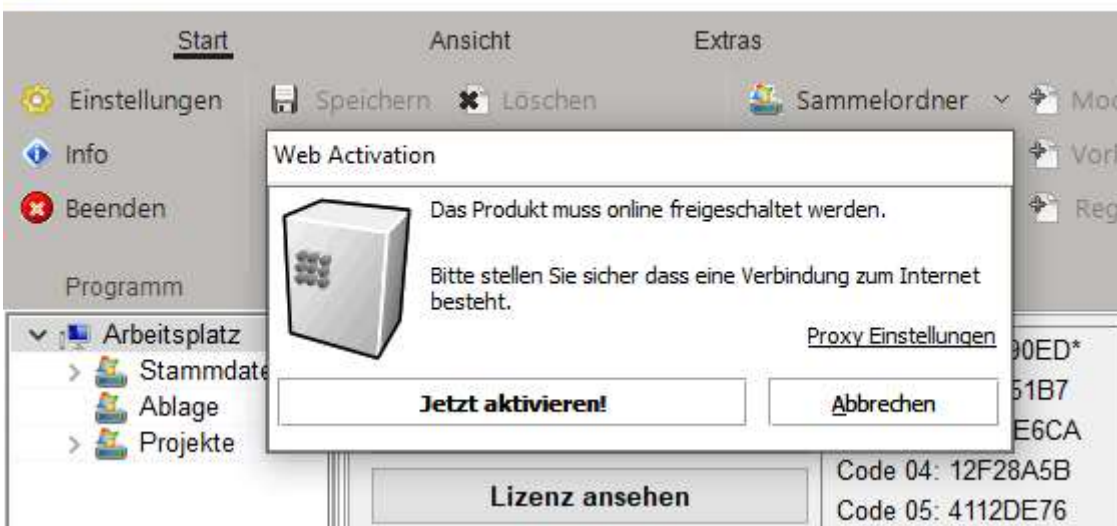 Start Ansicht Extras
Einstellungen Speichern Löschen Sammelordner
Info
Beenden
Programm
Web Activation
Das Produkt muss online freigeschaltet werden.
Bitte stellen Sie sicher dass eine Verbindung zum Internet
besteht.
Proxy Einstellungen
Jetzt aktivieren! Abbrechen
Arbeitsplatz
Ablage
Projekte
Lizenz ansehen
90ED*
51B7
E6CA
Code 04: 12F28A5B
Code 05: 4112DE76